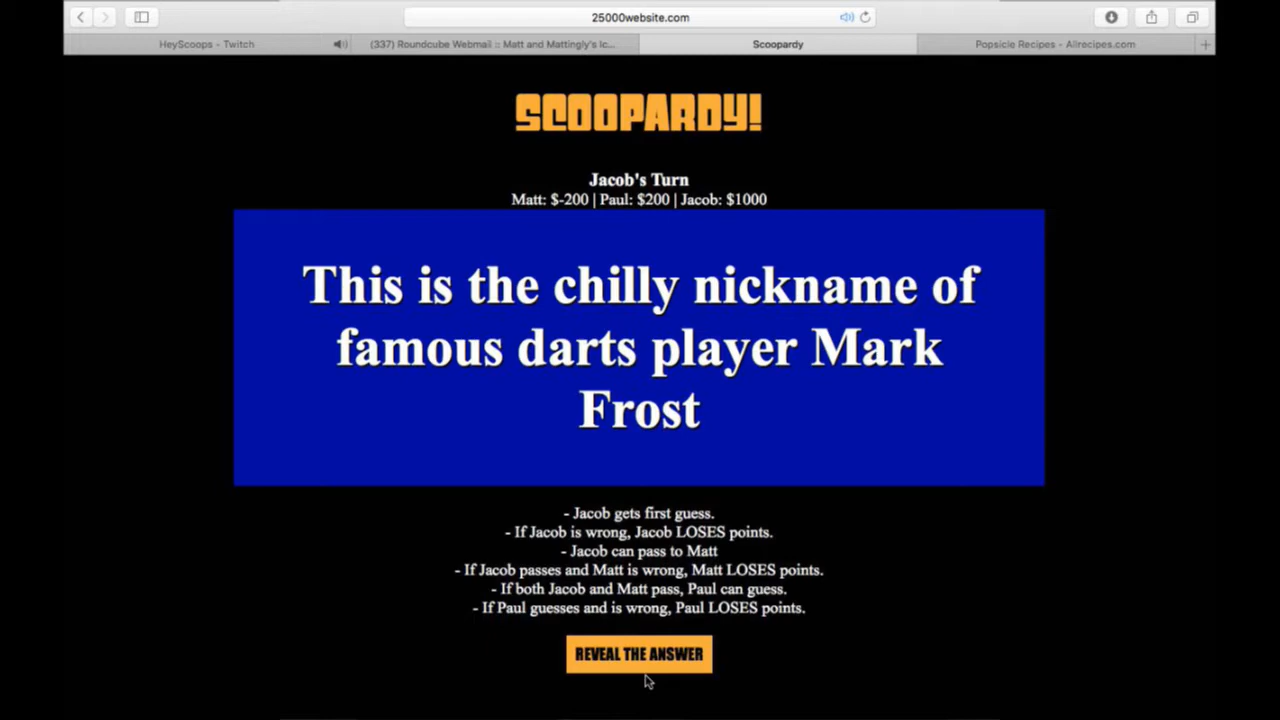 25000website.com
HeyScoops - Twitch
(337) Roundcube Webmail :: Matt and Mattingly's Ic...
Scoopardy
Popsicle Recipes - Allrecipes.com
SCOOPARDY!
Jacob's Turn
Matt: $-200 | Paul: $200 | Jacob: $1000
This is the chilly nickname of
famous darts player Mark
Frost
- Jacob gets first guess.
- If Jacob is wrong, Jacob LOSES points.
- Jacob can pass to Matt
- If Jacob passes and Matt is wrong, Matt LOSES points.
- If both Jacob and Matt pass, Paul can guess.
- If Paul guesses and is wrong, Paul LOSES points.
REVEAL THE ANSWER